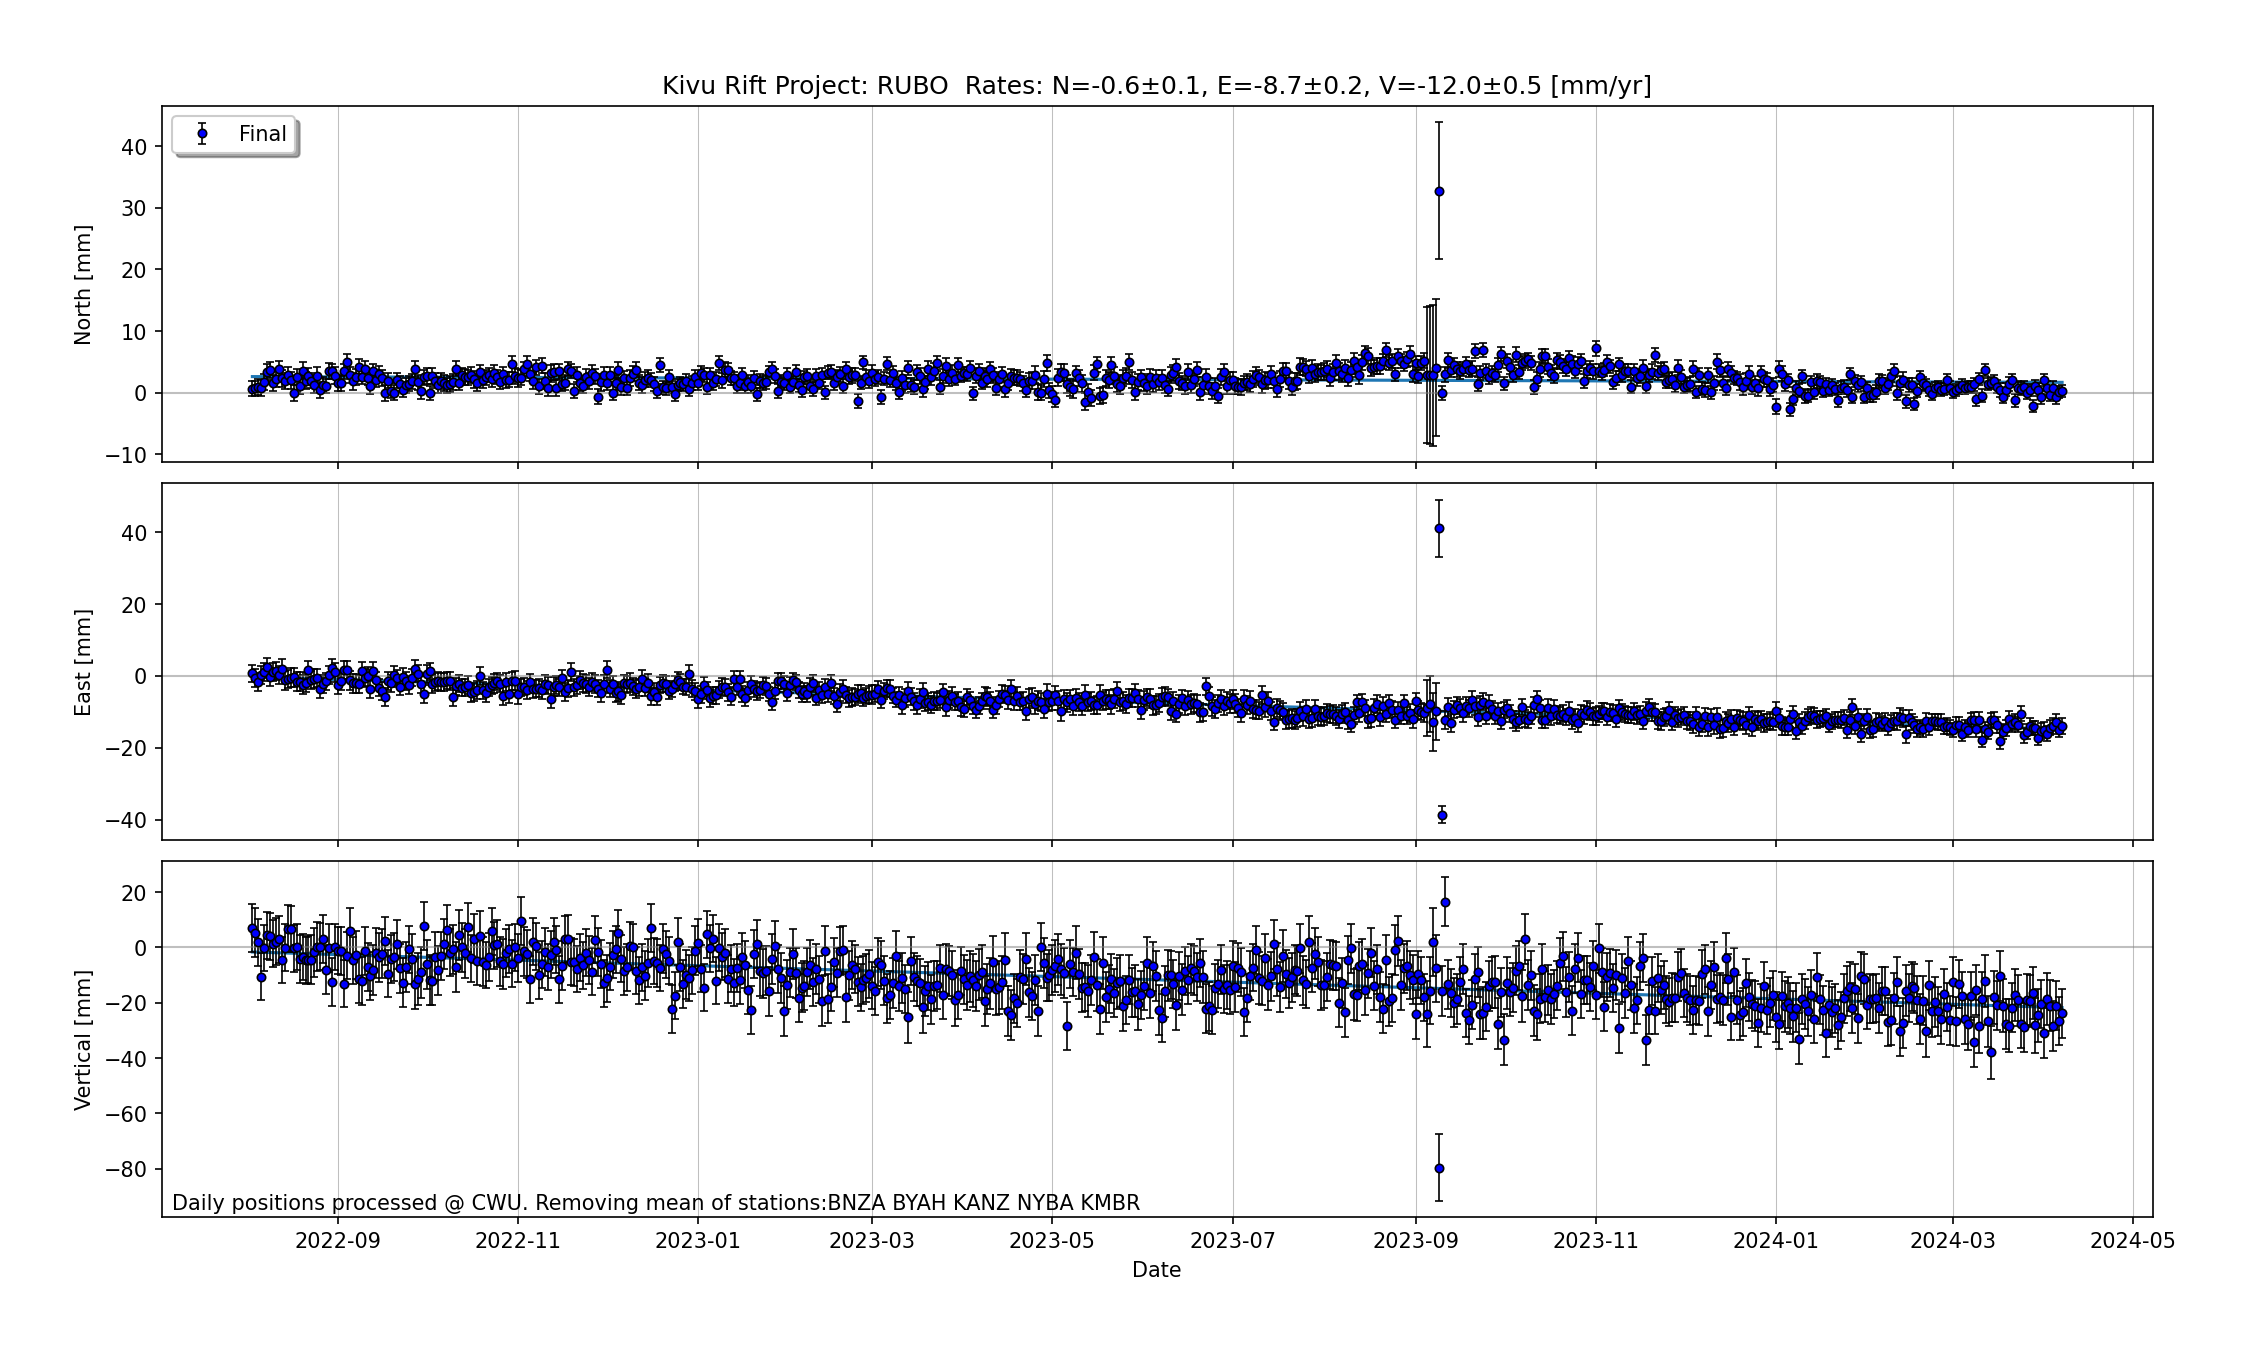 Kivu Rift Project: RUBO  Rates: N=-0.6±0.1, E=-8.7±0.2, V=-12.0±0.5 [mm/yr]
Final
North [mm]
40
30
20
10
0
−10
East [mm]
40
20
0
−20
−40
Vertical [mm]
20
0
−20
−40
−60
−80
Daily positions processed @ CWU. Removing mean of stations:BNZA BYAH KANZ NYBA KMBR
2022-09 2022-11 2023-01 2023-03 2023-05 2023-07 2023-09 2023-11 2024-01 2024-03 2024-05
Date